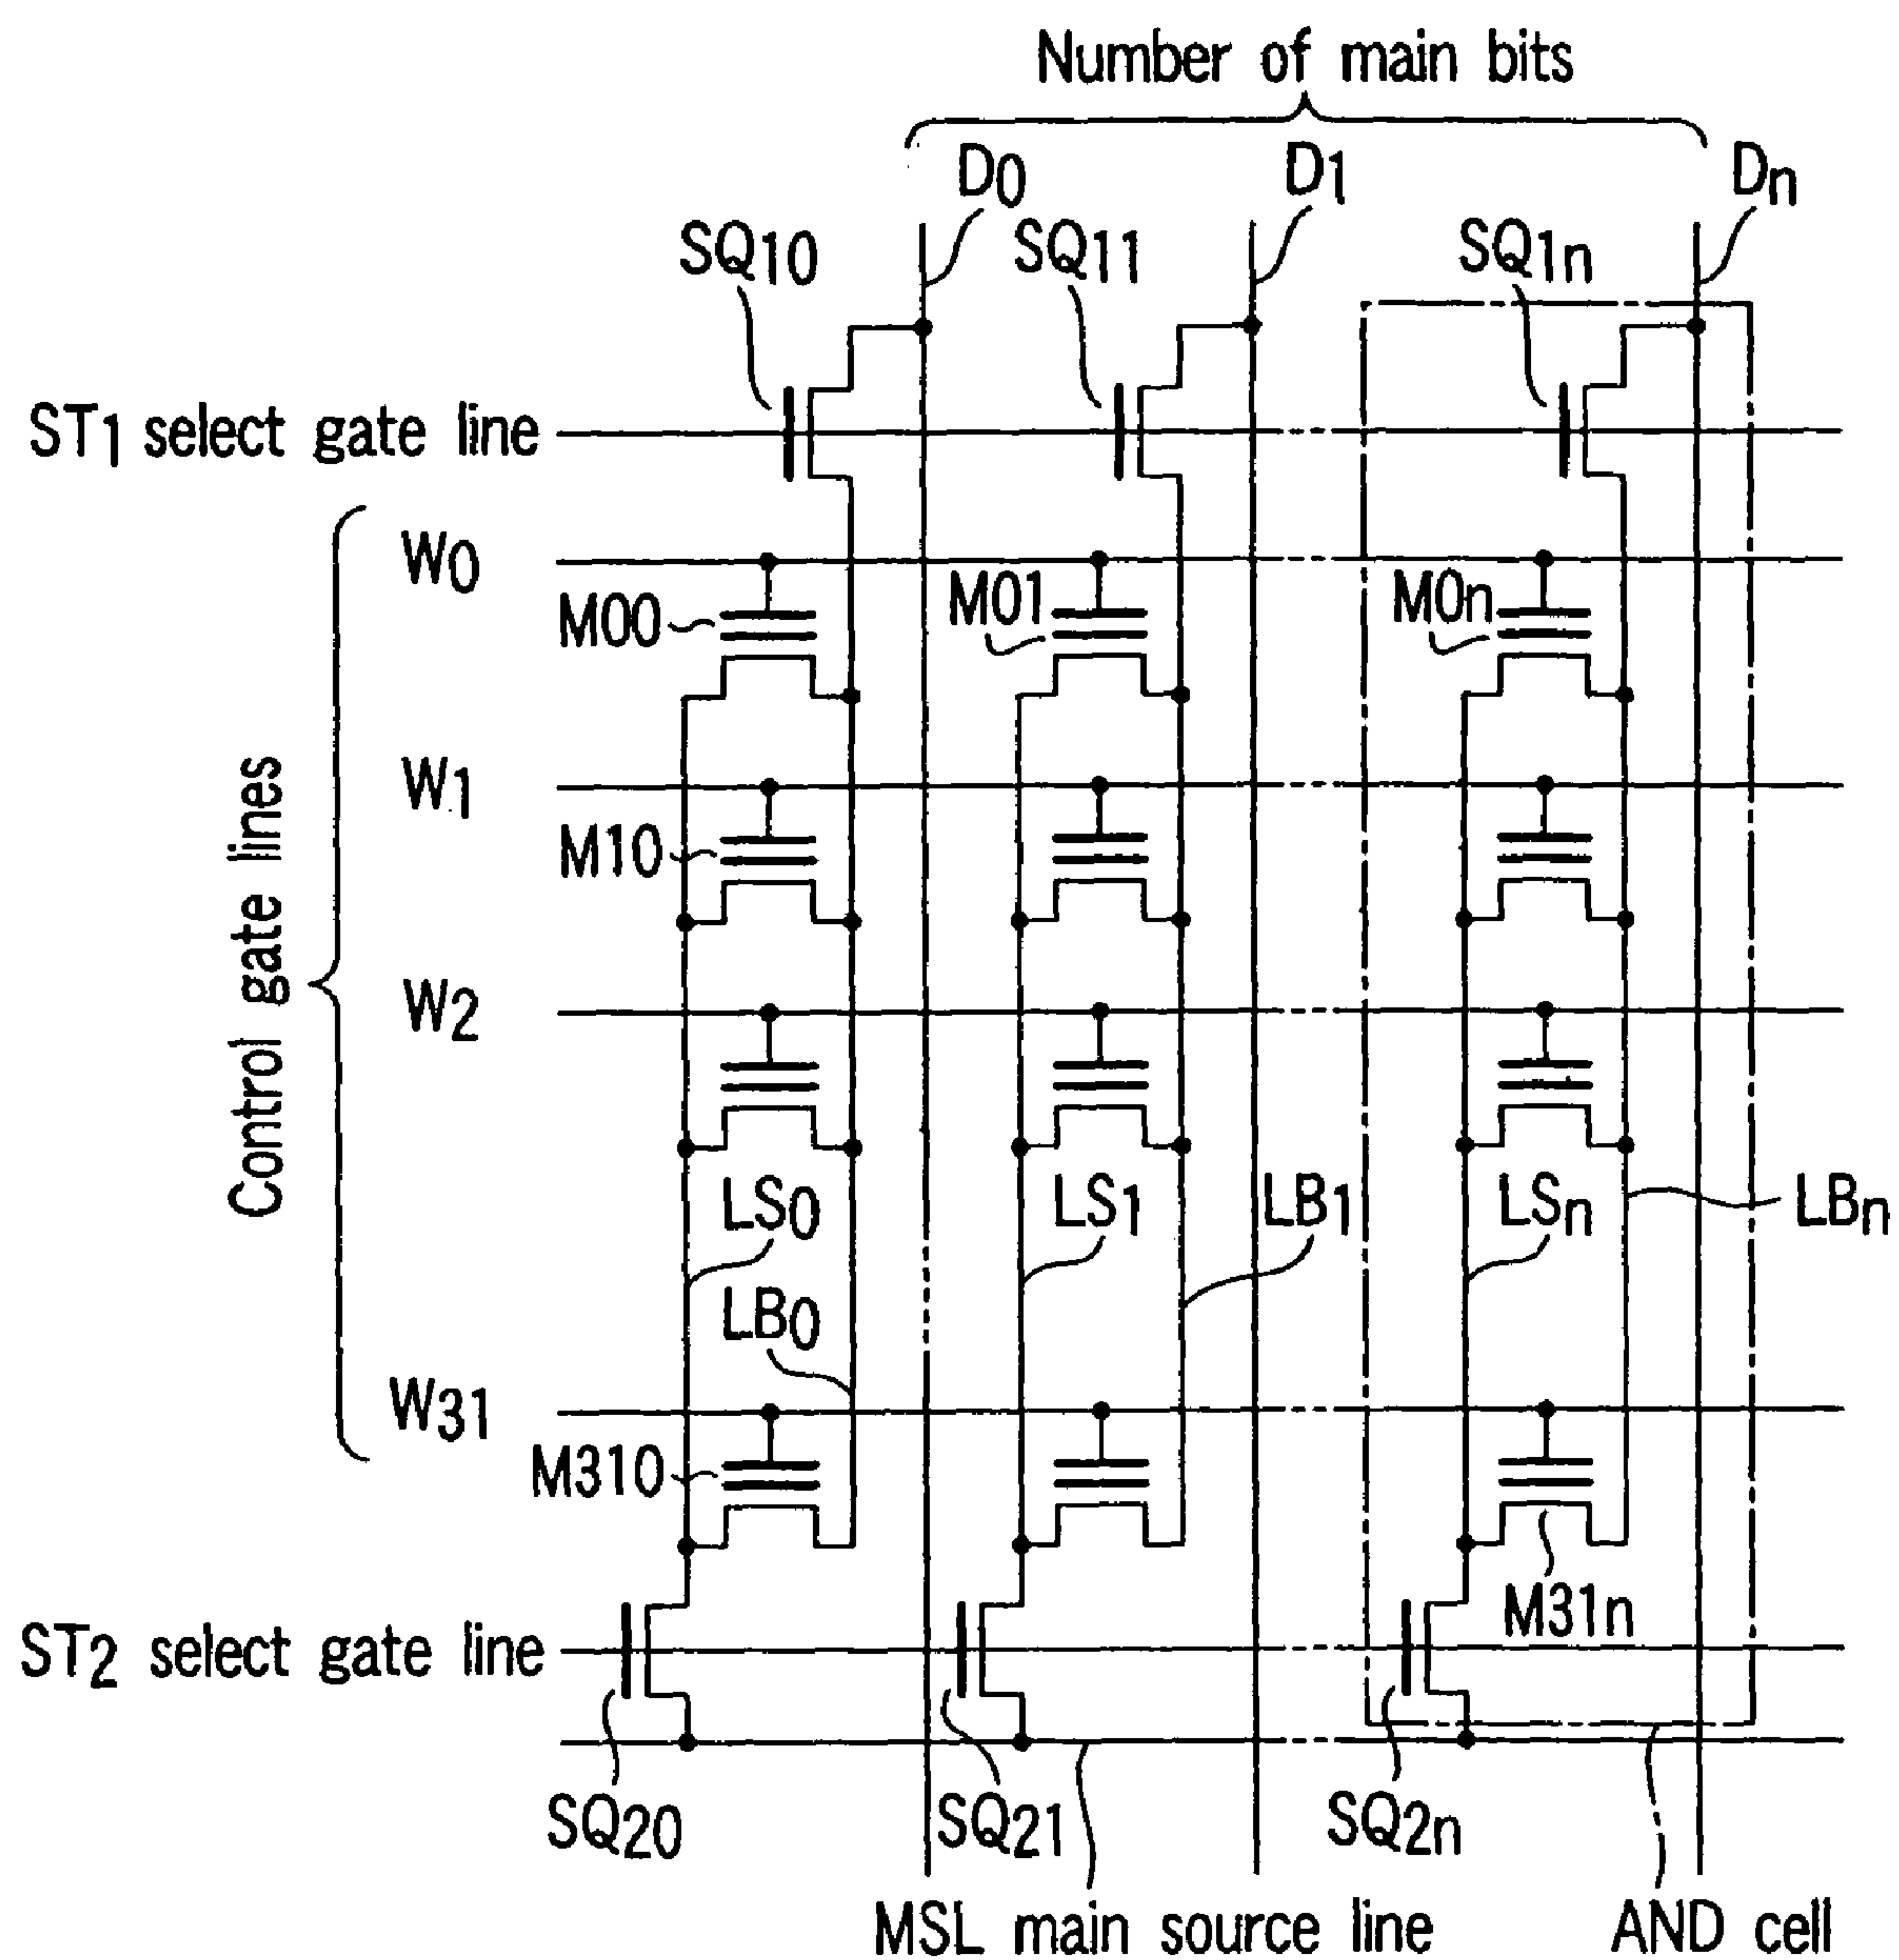 Number of main bits
D0 D1 Dn
SQ10 SQ11 SQ1n
ST1 select gate line
W0
M00 M01 M0n
W1
M10
Control gate lines
W2
LS0 LS1 LB1 LSn LBn
LB0
W31
M310
M31n
ST2 select gate line
SQ20 SQ21 SQ2n
MSL main source line AND cell